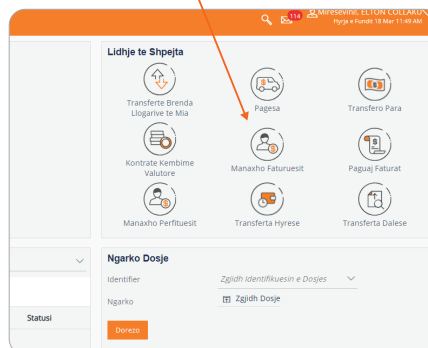 114
Miresevini, ELTON COLLAKU
Hyrja e Fundit 18 Mar 11:49 AM
Lidhje te Shpejta
Transferte Brenda
Llogarive te Mia
Pagesa
Transfero Para
Kontrate Kembime
Valutore
Manaxho Faturuesit
Paguaj Faturat
Manaxho Perfituesit
Transferta Hyrese
Transferta Dalese
Ngarko Dosje
Identifier
Zgjidh Identifikuesin e Dosjes
Ngarko
Zgjidh Dosje
Statusi
Dorezo